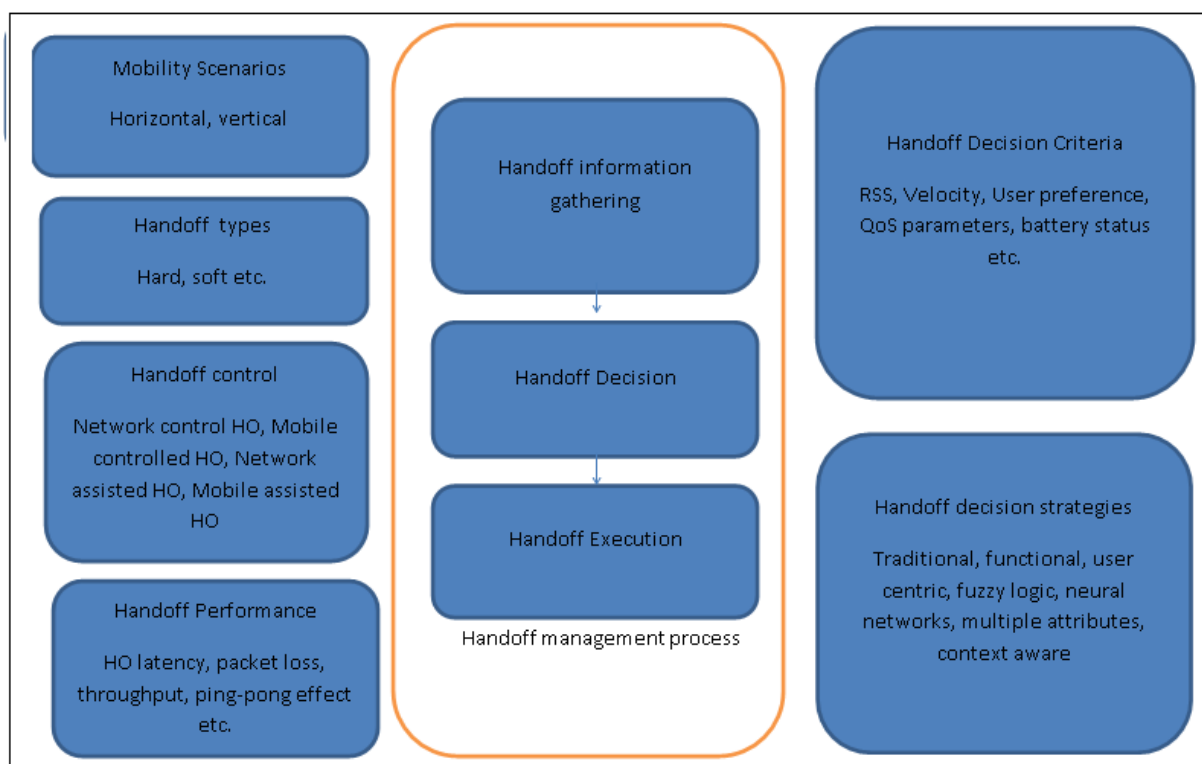 Mobility Scenarios
Horizontal, vertical
Handoff types
Hard, soft etc.
Handoff control
Network control HO, Mobile
controlled HO, Network
assisted HO, Mobile assisted
HO
Handoff Performance
HO latency, packet loss,
throughput, ping-pong effect
etc.
Handoff information
gathering
Handoff Decision
Handoff Execution
Handoff management process
Handoff Decision Criteria
RSS, Velocity, User preference,
QoS parameters, battery status
etc.
Handoff decision strategies
Traditional, functional, user
centric, fuzzy logic, neural
networks, multiple attributes,
context aware